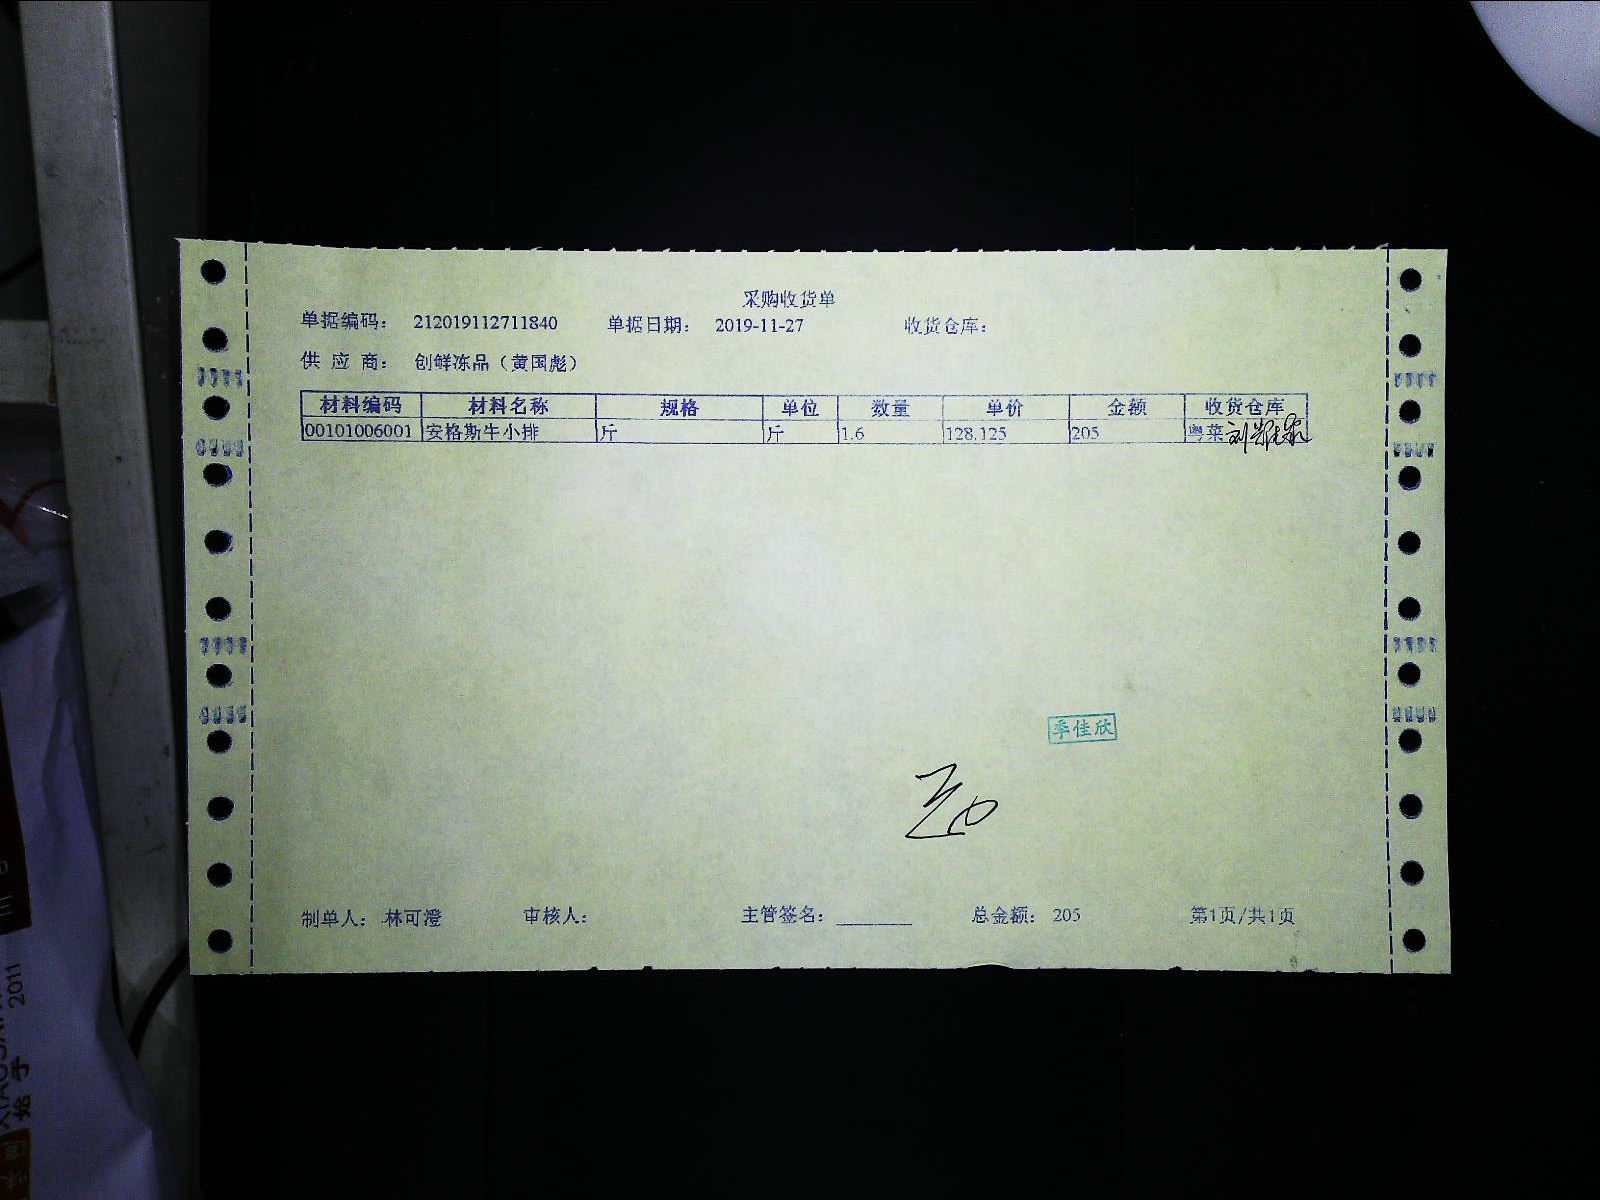 采购收货单
单据编码: 212019112711840 单据日期: 2019-11-27 收货仓库:
供 应 商: 创鲜冻品（黄国彪）
材料编码 材料名称 规格 单位 数量 单价 金额 收货仓库
00101006001 安格斯牛小排 斤 斤 1.6 128.125 205 粤菜
季佳欣
制单人: 林可澄 审核人: 主管签名: 总金额: 205 第1页/共1页
2011
始于